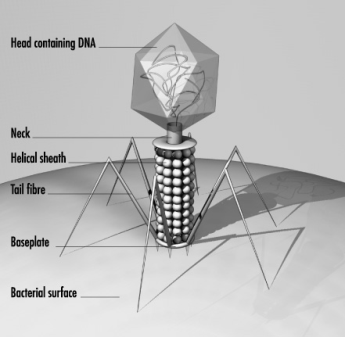 Head containing DNA
Neck
Helical sheath
Tail fibre
Baseplate
Bacterial surface